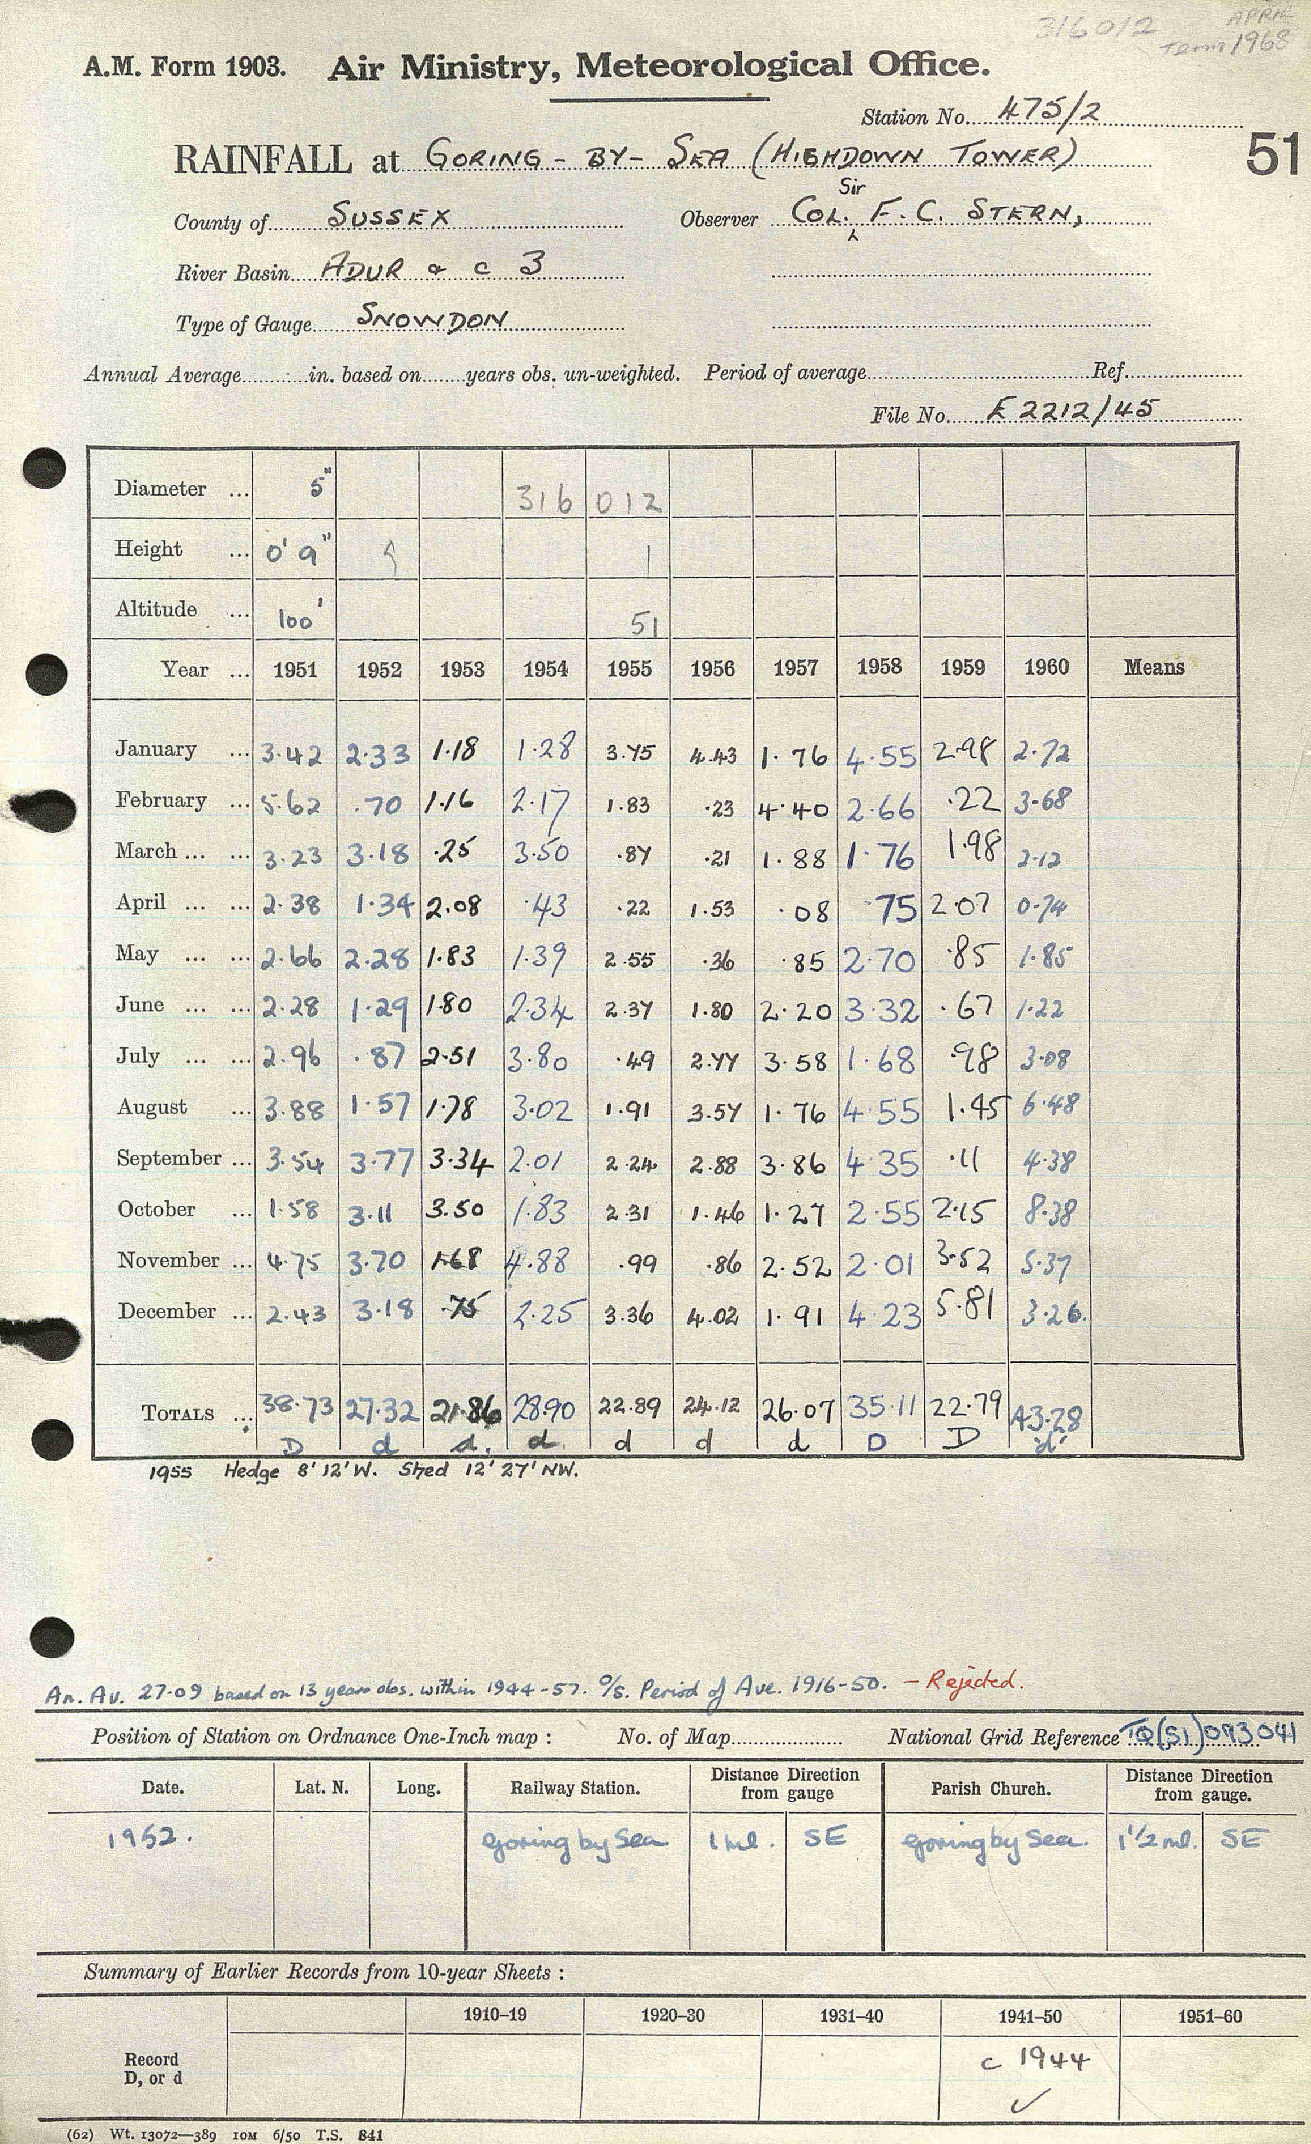 316012 APRIL
Term 1968
A.M. Form 1903. Air Ministry, Meteorological Office.
Station No. 475/2
RAINFALL at GORING-BY-SEA (HIGHDOWN TOWER) 51
Sir
County of SUSSEX Observer COL. F. C. STERN,
River Basin ADUR & C 3
Type of Gauge SNOWDON
Annual Average in. based on years obs. un-weighted. Period of average Ref.
File No. E 2212/45
Diameter ... 5" 316 012
Height ... 0' 9" 1
Altitude ... 100' 51
Year ... 1951 1952 1953 1954 1955 1956 1957 1958 1959 1960 Means
January ... 3.42 2.33 1.18 1.28 3.75 4.43 1.76 4.55 2.98 2.72
February ... 5.62 .70 1.16 2.17 1.83 .23 4.40 2.66 .22 3.68
March ... ... 3.23 3.18 .25 3.50 .87 .21 1.88 1.76 1.98 2.12
April ... ... 2.38 1.34 2.08 .43 .22 1.53 .08 .75 2.07 0.74
May ... ... 2.66 2.28 1.83 1.39 2.55 .36 .85 2.70 .85 1.85
June ... ... 2.28 1.29 1.80 2.34 2.37 1.80 2.20 3.32 .67 1.22
July ... ... 2.96 .87 2.51 3.80 .49 2.77 3.58 1.68 .98 3.08
August ... 3.88 1.57 1.78 3.02 1.91 3.57 1.76 4.55 1.45 6.48
September ... 3.54 3.77 3.34 2.01 2.24 2.88 3.86 4.35 .11 4.38
October ... 1.58 3.11 3.50 1.83 2.31 1.46 1.27 2.55 2.15 8.38
November ... 4.75 3.70 1.68 4.88 .99 .86 2.52 2.01 3.52 5.37
December ... 2.43 3.18 .75 2.25 3.36 4.02 1.91 4.23 5.81 3.26.
TOTALS ... 38.73 27.32 21.86 28.90 22.89 24.12 26.07 35.11 22.79 43.28
D d d. d. d d d D D d
1955 Hedge 8' 12' W. Shed 12' 27' NW.
An. Av. 27.09 based on 13 years obs. within 1944-57. %s. Period of Ave. 1916-50. - Rejected.
Position of Station on Ordnance One-Inch map : No. of Map National Grid Reference TQ(51)093041
Date. Lat. N. Long. Railway Station. Distance from gauge Direction Parish Church. Distance from gauge. Direction
1952. Goring by Sea 1 ml. SE Goring by Sea. 1 1/2 ml. SE
Summary of Earlier Records from 10-year Sheets :
1910–19 1920–30 1931–40 1941–50 1951–60
Record
D, or d
c 1944
✓
(62) Wt. 13072—389 10M 6/50 T.S. 841